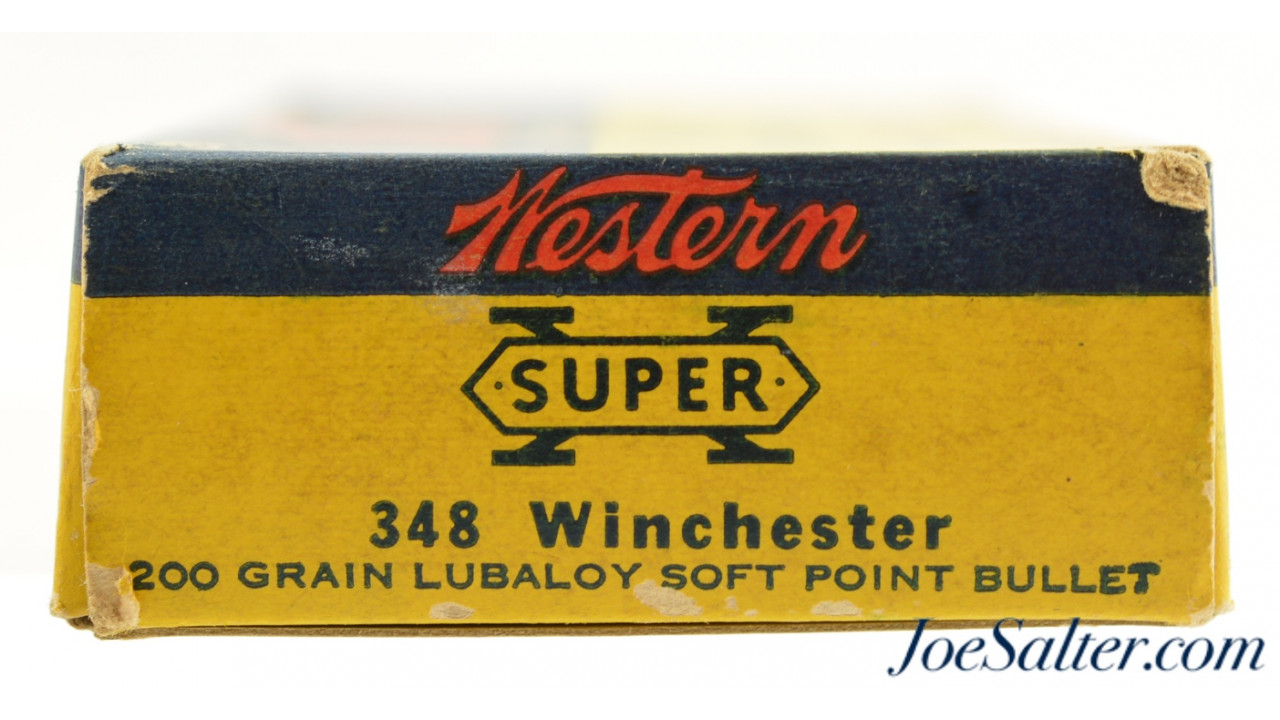 Western
SUPER X
348 Winchester
200 GRAIN LUBALOY SOFT POINT BULLET
JoeSalter.com